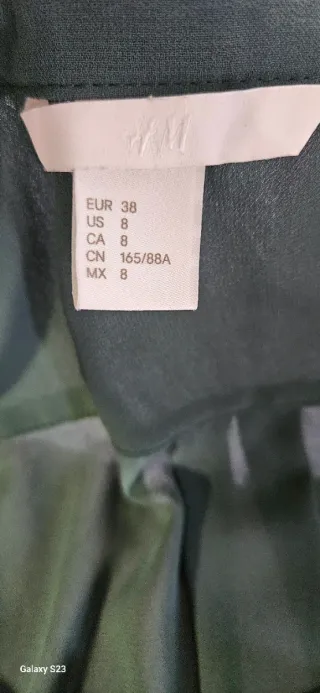 H&M
EUR 38
US 8
CA 8
CN 165/88A
MX 8
Galaxy S23